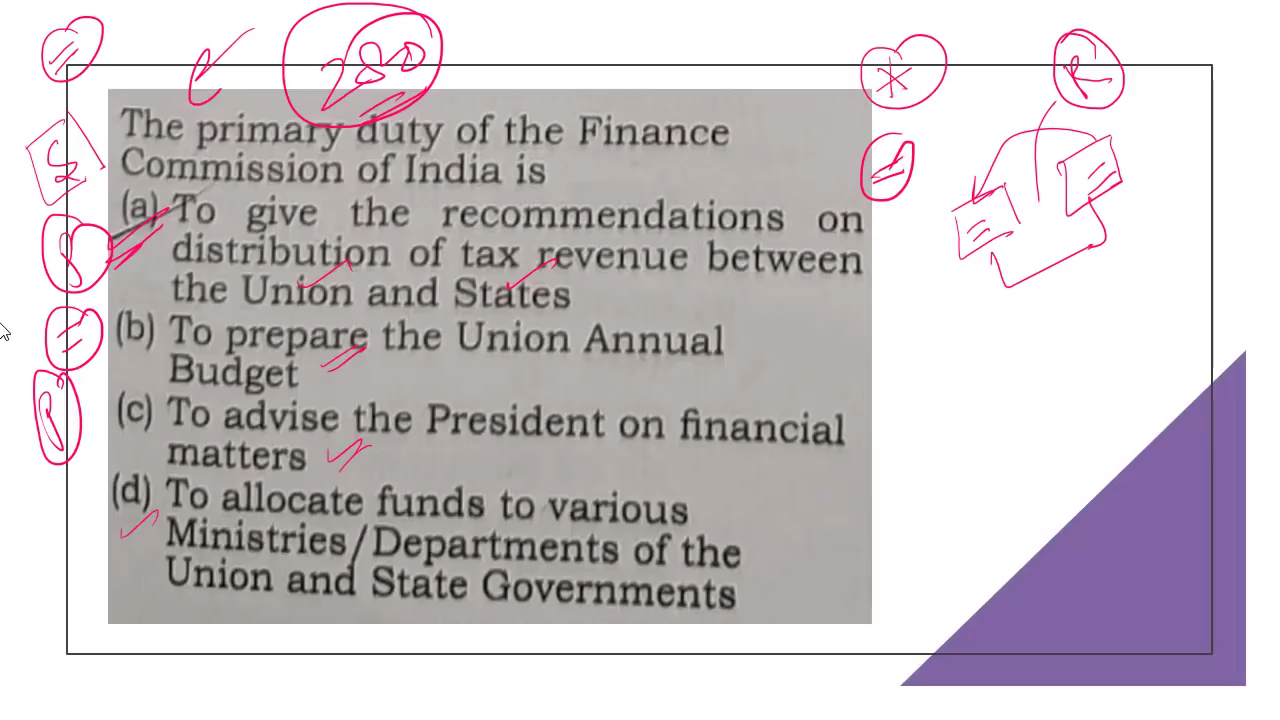 280
R
The primary duty of the Finance
Commission of India is
(a) To give the recommendations on
distribution of tax revenue between
the Union and States
(b) To prepare the Union Annual
Budget
(c) To advise the President on financial
matters
(d) To allocate funds to various
Ministries/Departments of the
Union and State Governments